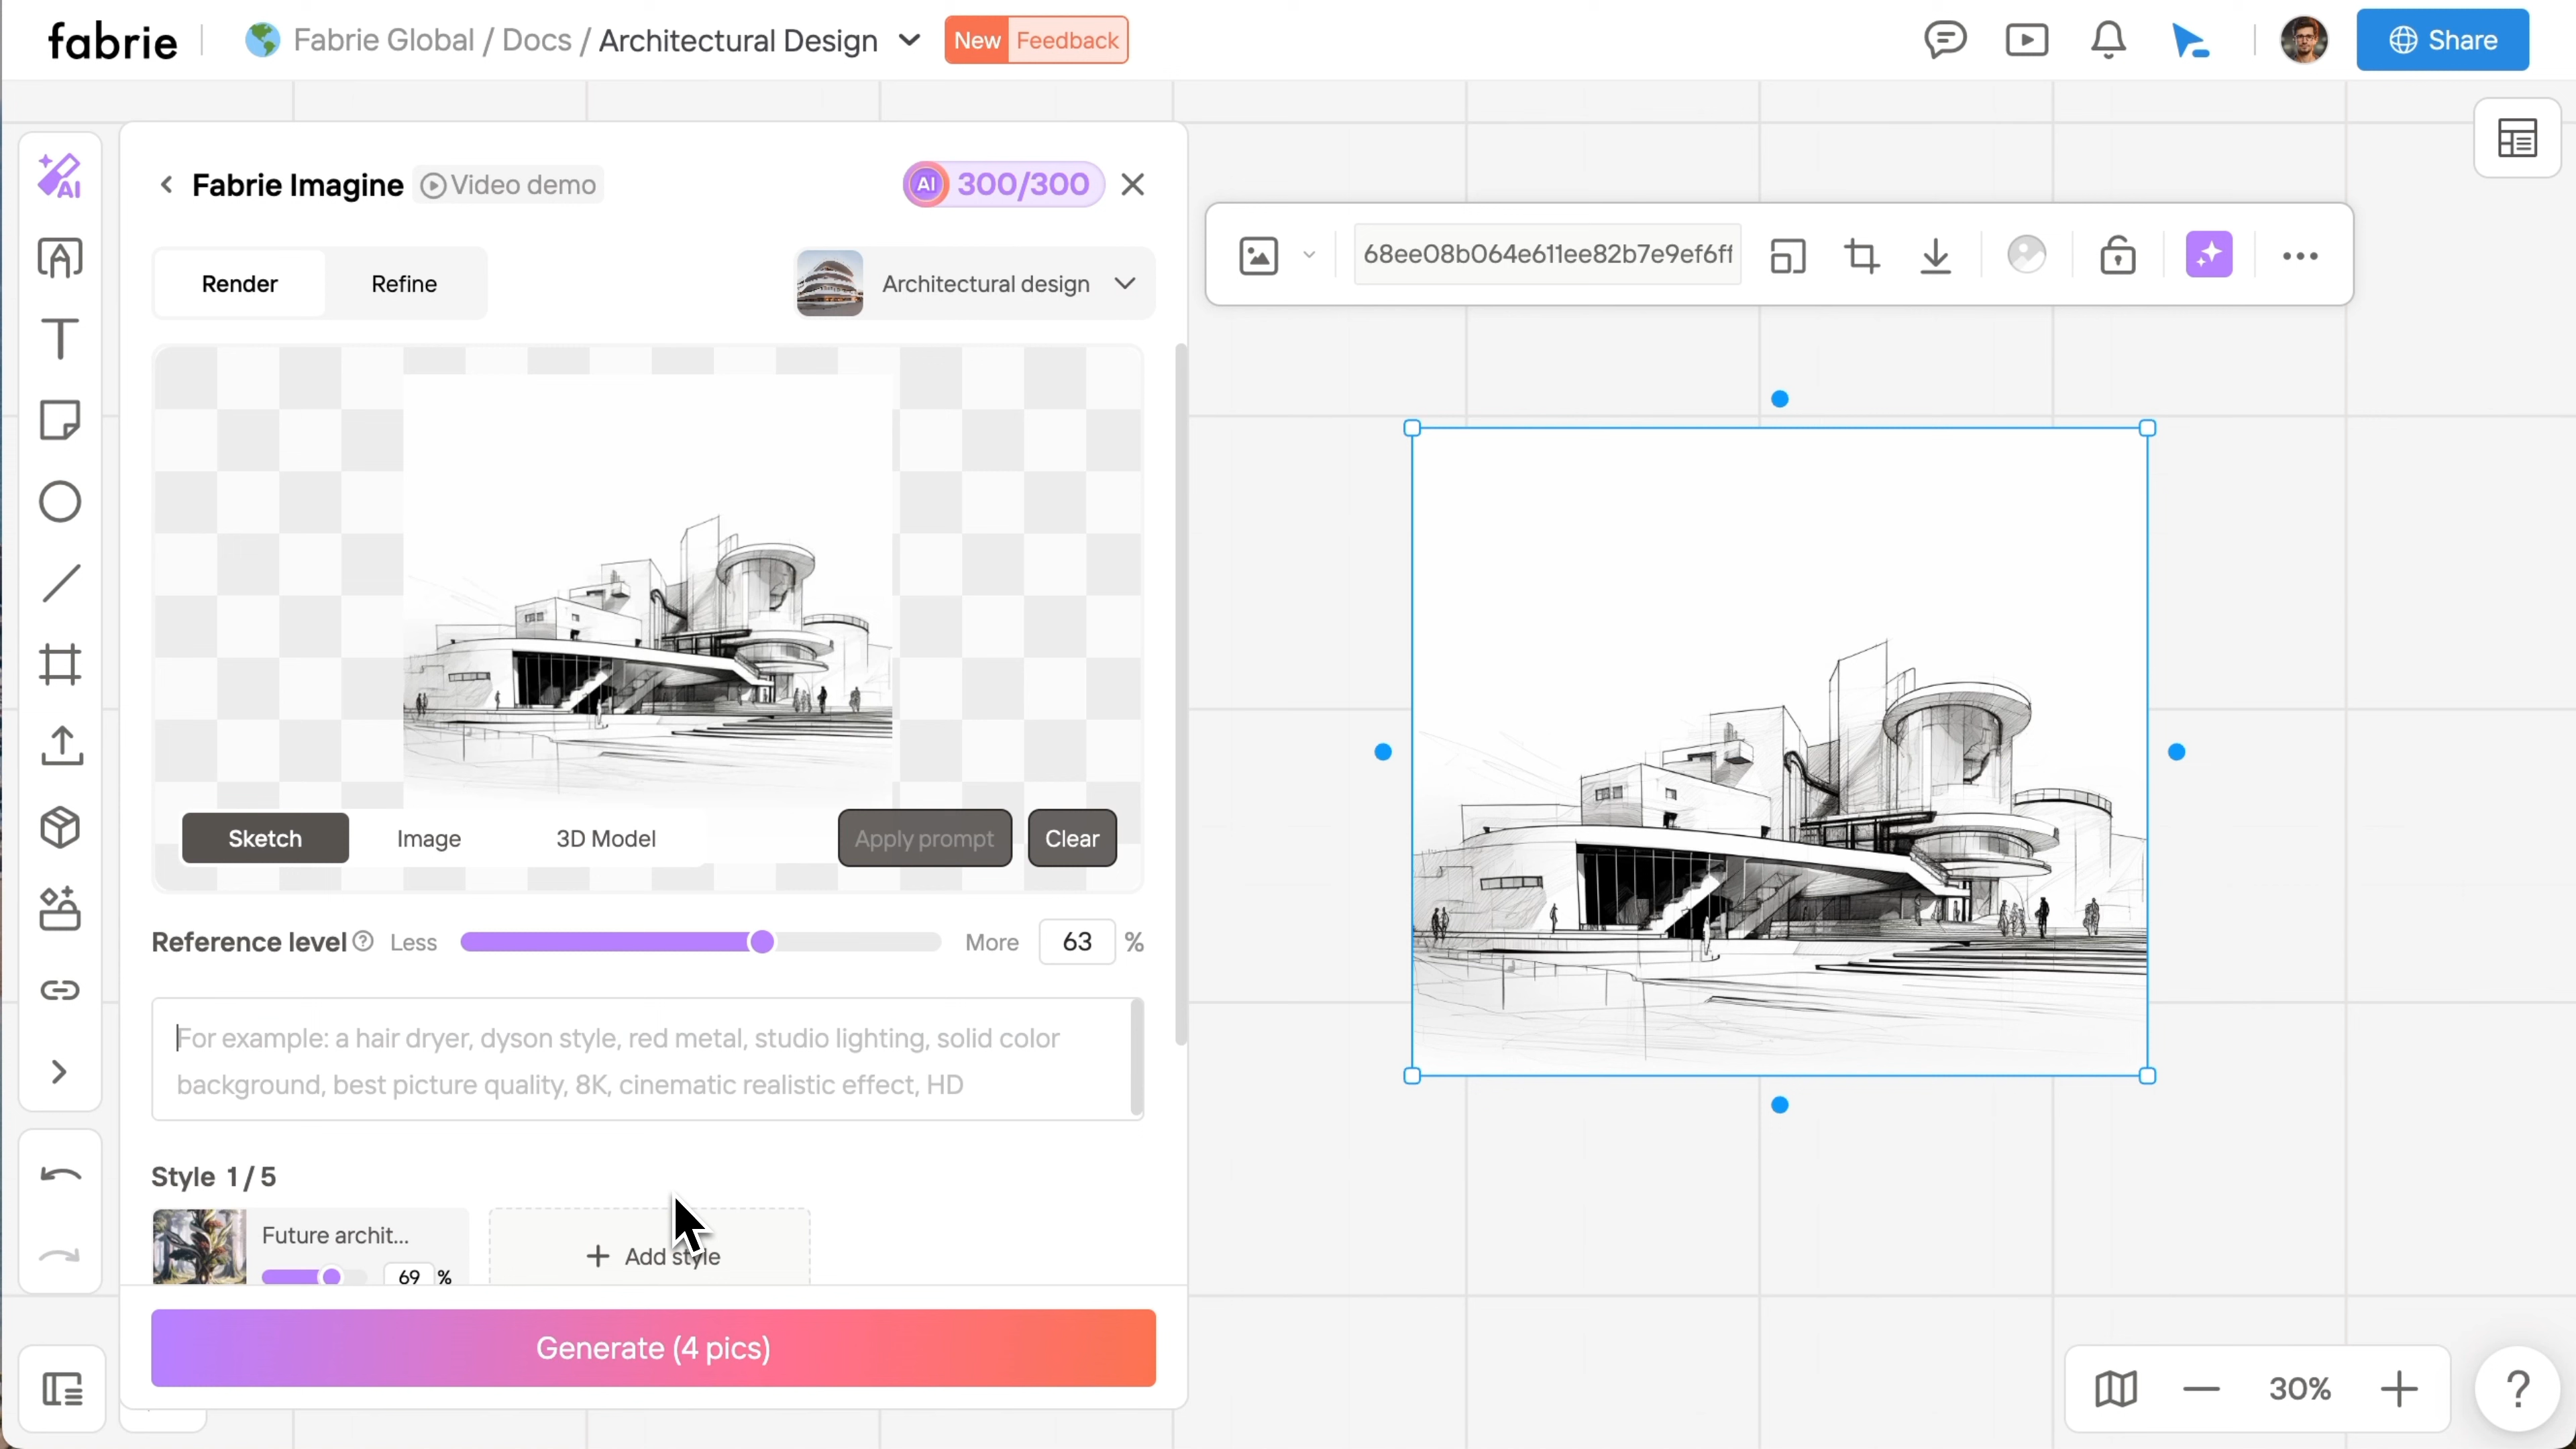 fabrie
Fabrie Global / Docs / Architectural Design
New Feedback
Share
AI
Fabrie Imagine
Video demo
AI 300/300
Render
Refine
Architectural design
68ee08b064e611ee82b7e9ef6ff
Sketch
Image
3D Model
Apply prompt
Clear
Reference level ? Less
More
63 %
For example: a hair dryer, dyson style, red metal, studio lighting, solid color
background, best picture quality, 8K, cinematic realistic effect, HD
Style 1 / 5
Future archit...
69 %
+ Add style
Generate (4 pics)
30%
?